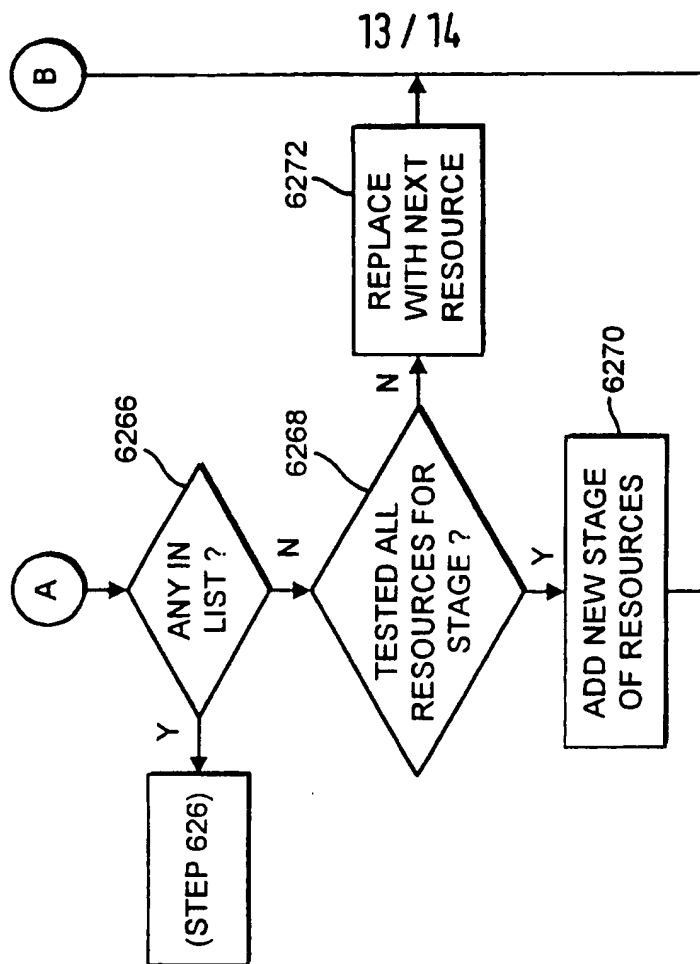 13 / 14
A
B
6266
ANY IN
LIST ?
Y
N
(STEP 626)
6268
TESTED ALL
RESOURCES FOR
STAGE ?
N
Y
6272
REPLACE
WITH NEXT
RESOURCE
6270
ADD NEW STAGE
OF RESOURCES